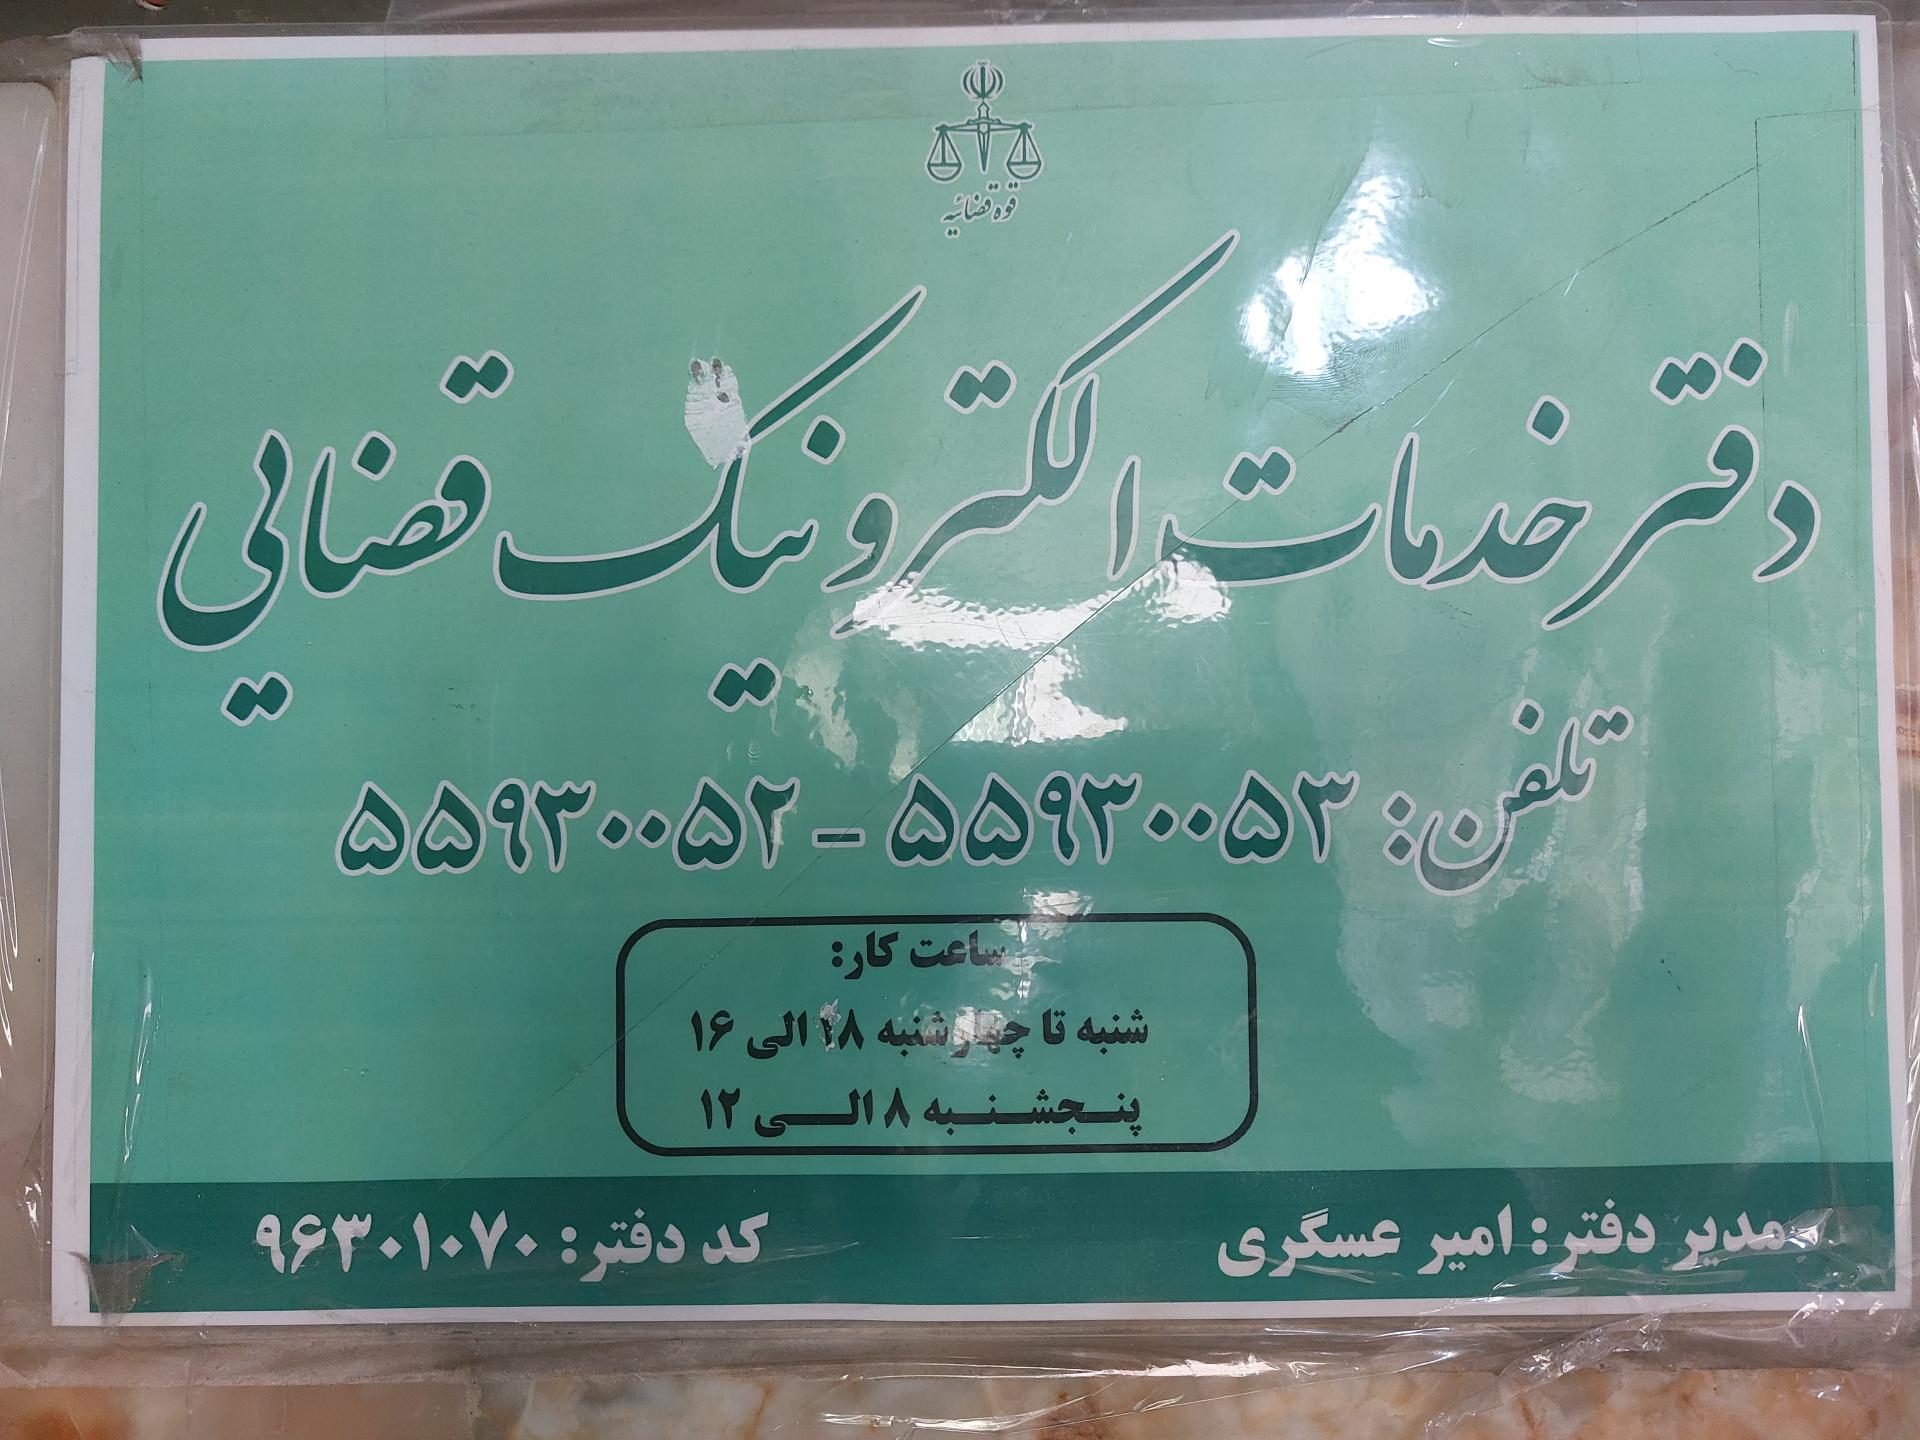 قوه قضائیه
دفتر خدمات الکترونیک قضایی
تلفن: ۵۵۹۳۰۰۵۳ - ۵۵۹۳۰۰۵۲
ساعت کار:
شنبه تا چهارشنبه ۸ الی ۱۶
پنجشنبه ۸ الی ۱۲
مدیر دفتر: امیر عسگری
کد دفتر: ۹۶۳۰۱۰۷۰